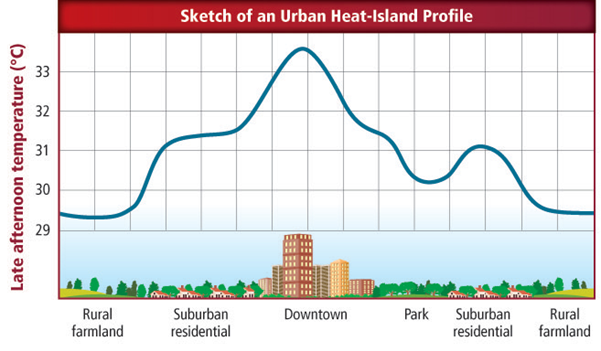 Sketch of an Urban Heat-Island Profile
Late afternoon temperature (°C)
33
32
31
30
29
Rural
farmland
Suburban
residential
Downtown
Park
Suburban
residential
Rural
farmland